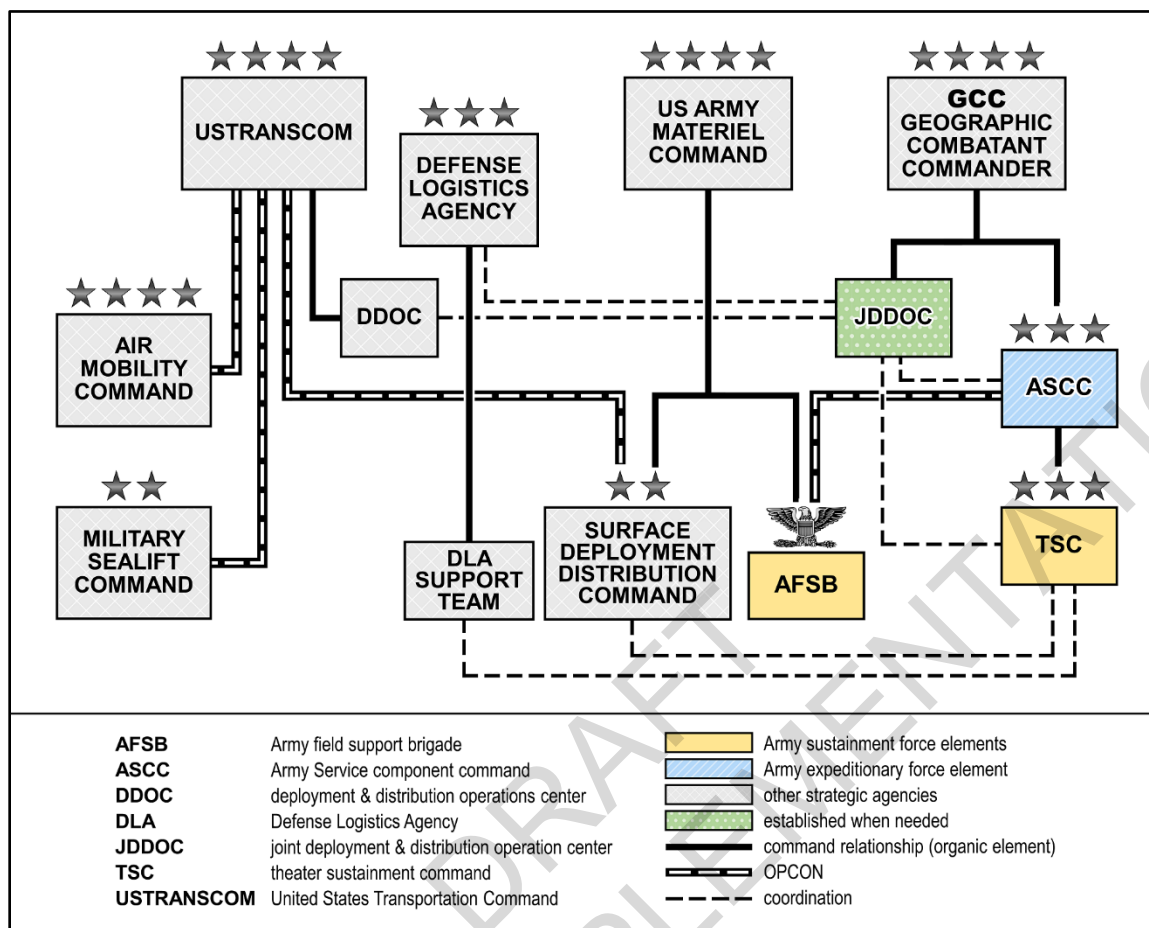 USTRANSCOM
DEFENSE
LOGISTICS
AGENCY
US ARMY
MATERIEL
COMMAND
GCC
GEOGRAPHIC
COMBATANT
COMMANDER
AIR
MOBILITY
COMMAND
DDOC
JDDOC
ASCC
MILITARY
SEALIFT
COMMAND
DLA
SUPPORT
TEAM
SURFACE
DEPLOYMENT
DISTRIBUTION
COMMAND
AFSB
TSC
AFSB Army field support brigade
ASCC Army Service component command
DDOC deployment & distribution operations center
DLA Defense Logistics Agency
JDDOC joint deployment & distribution operation center
TSC theater sustainment command
USTRANSCOM United States Transportation Command
Army sustainment force elements
Army expeditionary force element
other strategic agencies
established when needed
command relationship (organic element)
OPCON
coordination
DRAFT